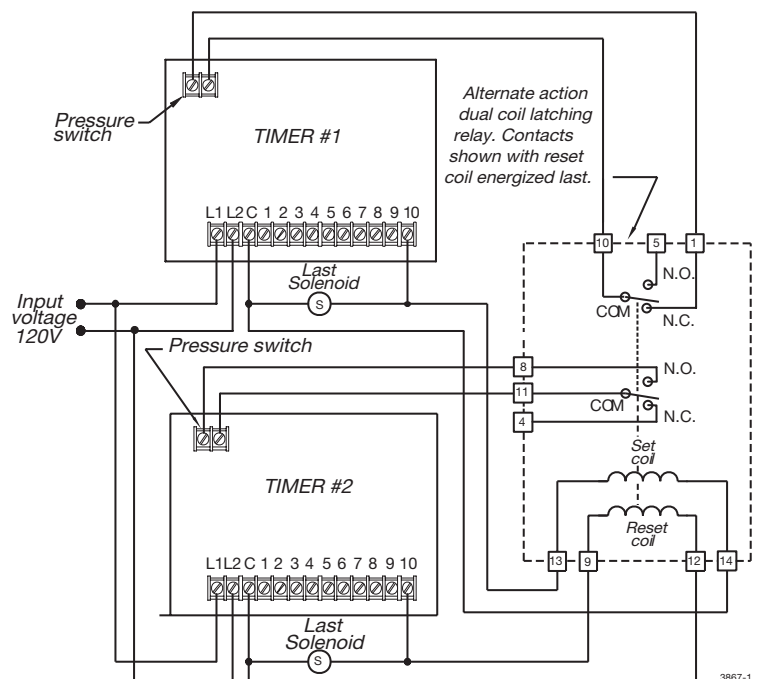 Pressure
switch
TIMER #1
Alternate action
dual coil latching
relay. Contacts
shown with reset
coil energized last.
L1 L2 C 1 2 3 4 5 6 7 8 9 10
Last
Solenoid
S
Input
voltage
120V
10 5 1
N.O.
COM
N.C.
Pressure switch
8
11
4
N.O.
COM
N.C.
TIMER #2
Set
coil
Reset
coil
13 9 12 14
L1 L2 C 1 2 3 4 5 6 7 8 9 10
Last
Solenoid
S
3867-1